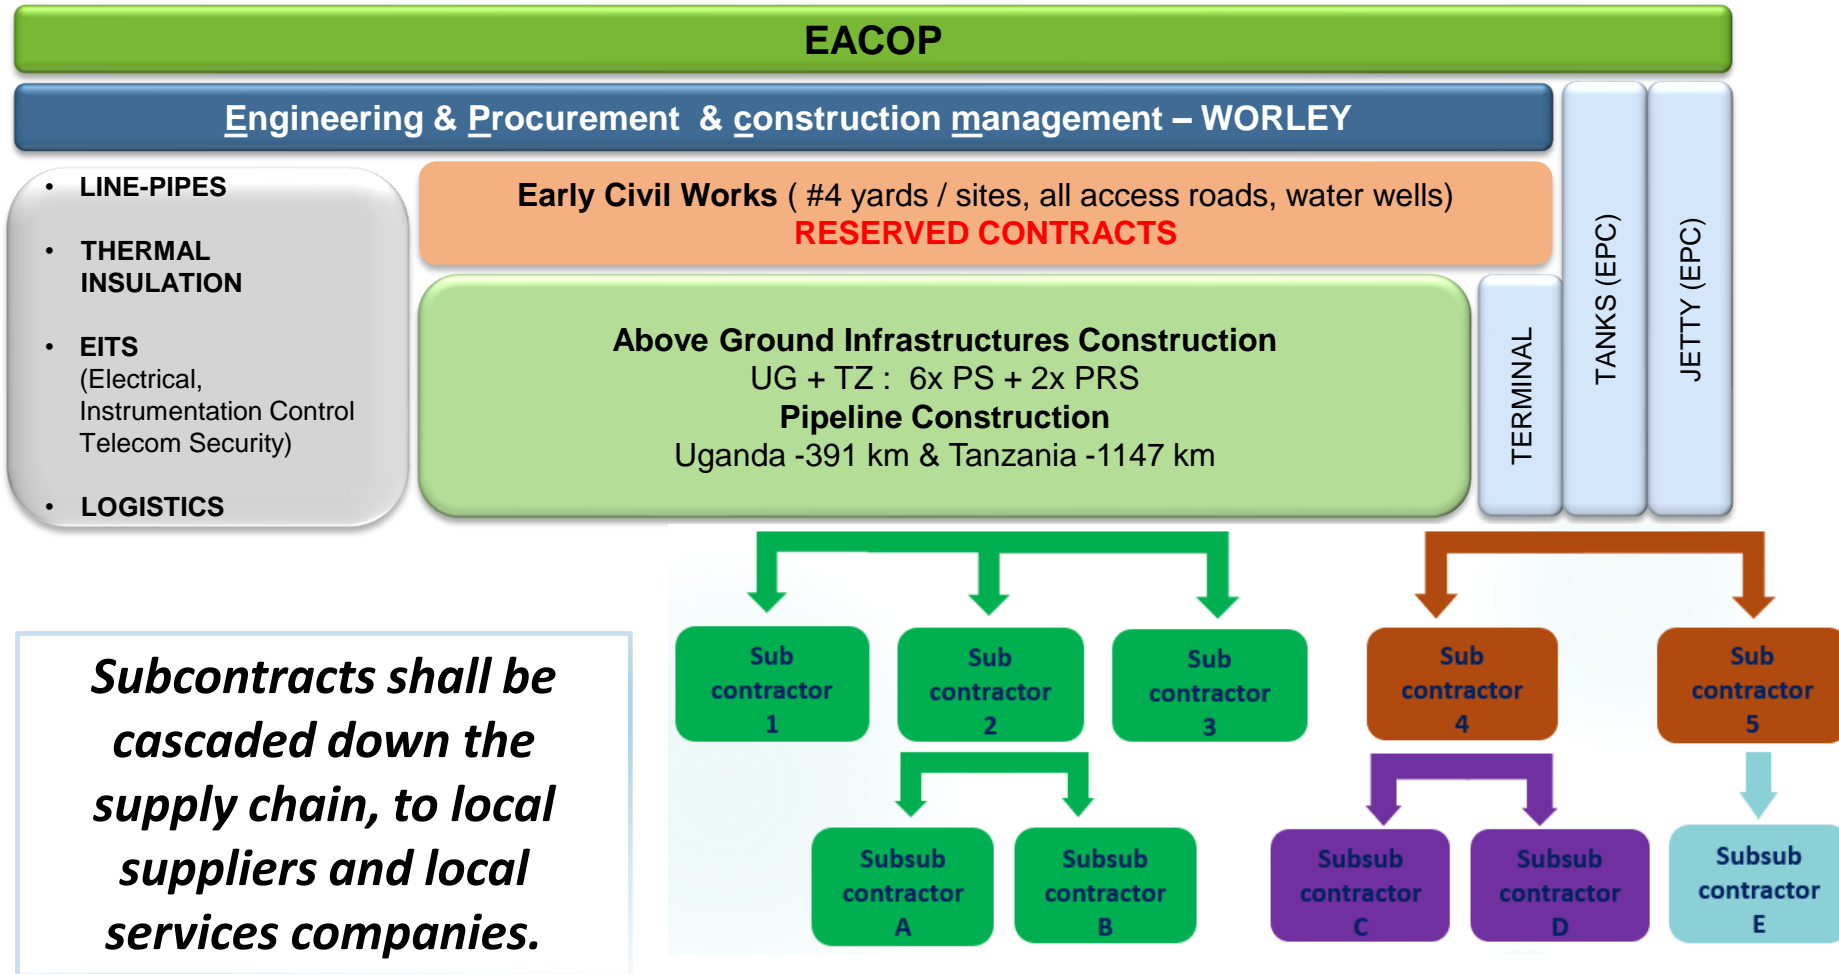 EACOP
Engineering & Procurement & construction management – WORLEY
• LINE-PIPES
• THERMAL
INSULATION
• EITS
(Electrical,
Instrumentation Control
Telecom Security)
• LOGISTICS
Early Civil Works ( #4 yards / sites, all access roads, water wells)
RESERVED CONTRACTS
Above Ground Infrastructures Construction
UG + TZ : 6x PS + 2x PRS
Pipeline Construction
Uganda -391 km & Tanzania -1147 km
TERMINAL
TANKS (EPC)
JETTY (EPC)
Subcontracts shall be
cascaded down the
supply chain, to local
suppliers and local
services companies.
Sub
contractor
1
Sub
contractor
2
Sub
contractor
3
Sub
contractor
4
Sub
contractor
5
Subsub
contractor
A
Subsub
contractor
B
Subsub
contractor
C
Subsub
contractor
D
Subsub
contractor
E